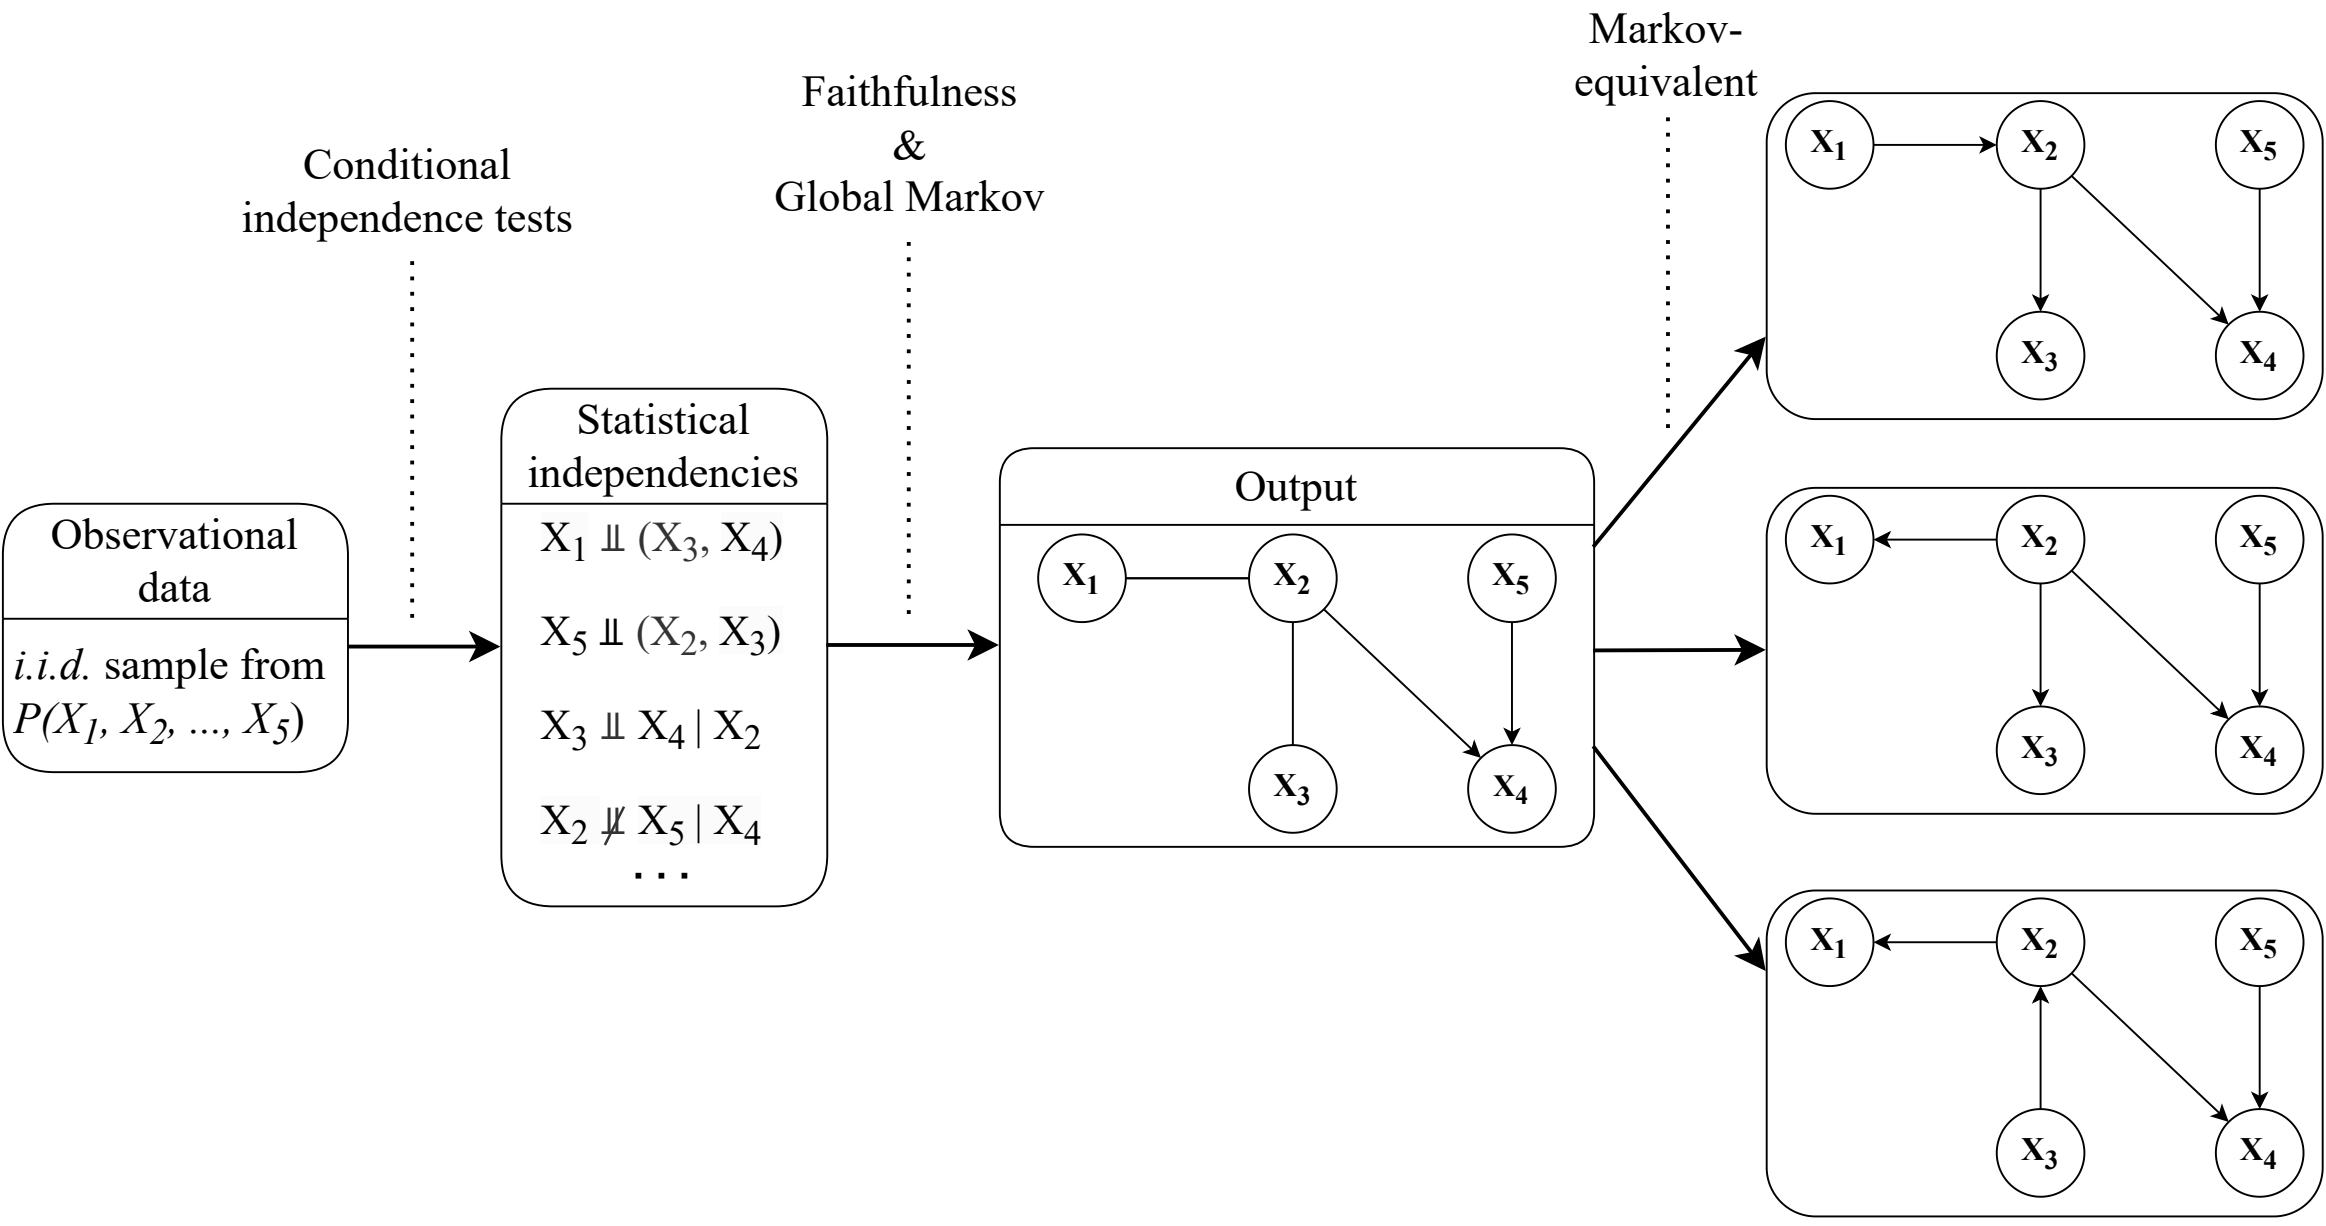 Conditional
independence tests
Faithfulness
&
Global Markov
Markov-
equivalent
Observational
data
i.i.d. sample from
P(X1, X2, ..., X5)
Statistical
independencies
X1 ⫫ (X3, X4)
X5 ⫫ (X2, X3)
X3 ⫫ X4 | X2
X2 ⫫̸ X5 | X4
...
Output
X1 X2 X5
X3 X4
X1 X2 X5
X3 X4
X1 X2 X5
X3 X4
X1 X2 X5
X3 X4